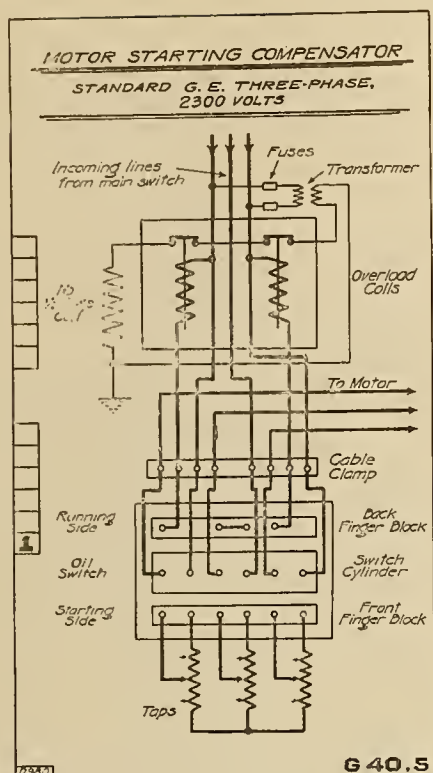 MOTOR STARTING COMPENSATOR
STANDARD G. E. THREE-PHASE,
2300 VOLTS
Fuses
Incoming lines
from main switch
Transformer
Overload
Coils
To Motor
Cable
Clamp
Running
Side
Back
Finger Block
Oil
Switch
Switch
Cylinder
Starting
Side
Front
Finger Block
Taps
1
G 40.5